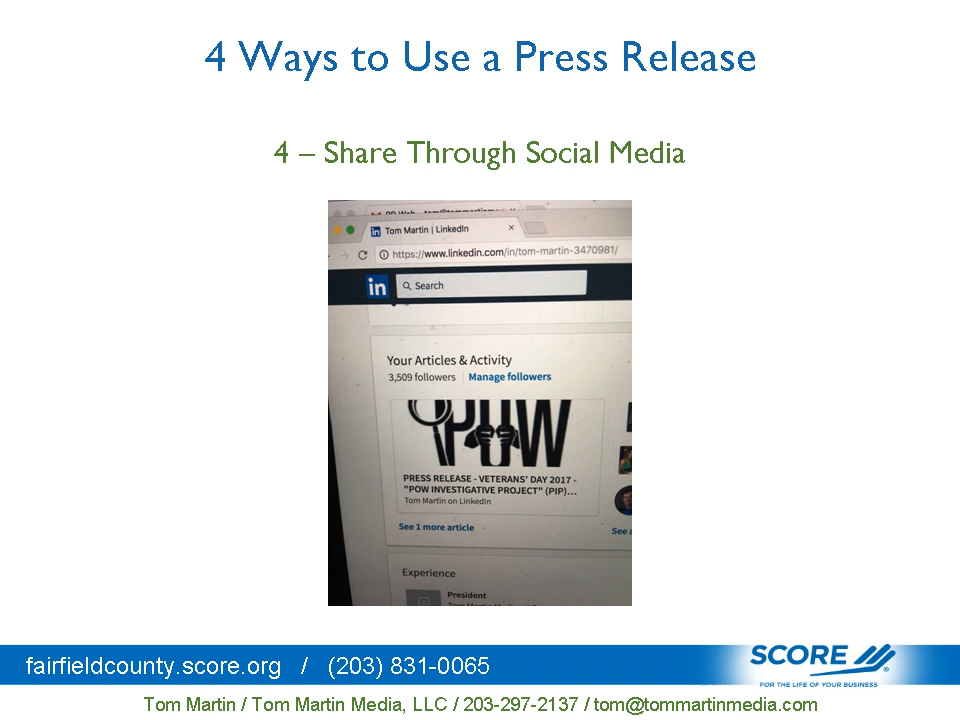 4 Ways to Use a Press Release
4 – Share Through Social Media
Tom Martin | LinkedIn
https://www.linkedin.com/in/tom-martin-3470981/
in
Search
Your Articles & Activity
3,509 followers Manage followers
POW
PRESS RELEASE - VETERANS' DAY 2017 -
"POW INVESTIGATIVE PROJECT" (PIP)...
Tom Martin on LinkedIn
See 1 more article
See
Experience
President
fairfieldcounty.score.org / (203) 831-0065
SCORE
FOR THE LIFE OF YOUR BUSINESS
Tom Martin / Tom Martin Media, LLC / 203-297-2137 / tom@tommartinmedia.com